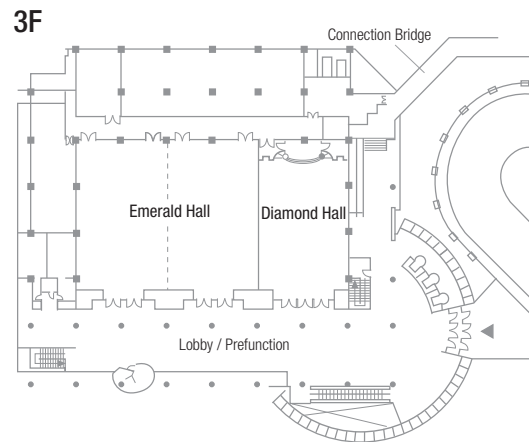 3F
Connection Bridge
Emerald Hall
Diamond Hall
Lobby / Prefunction